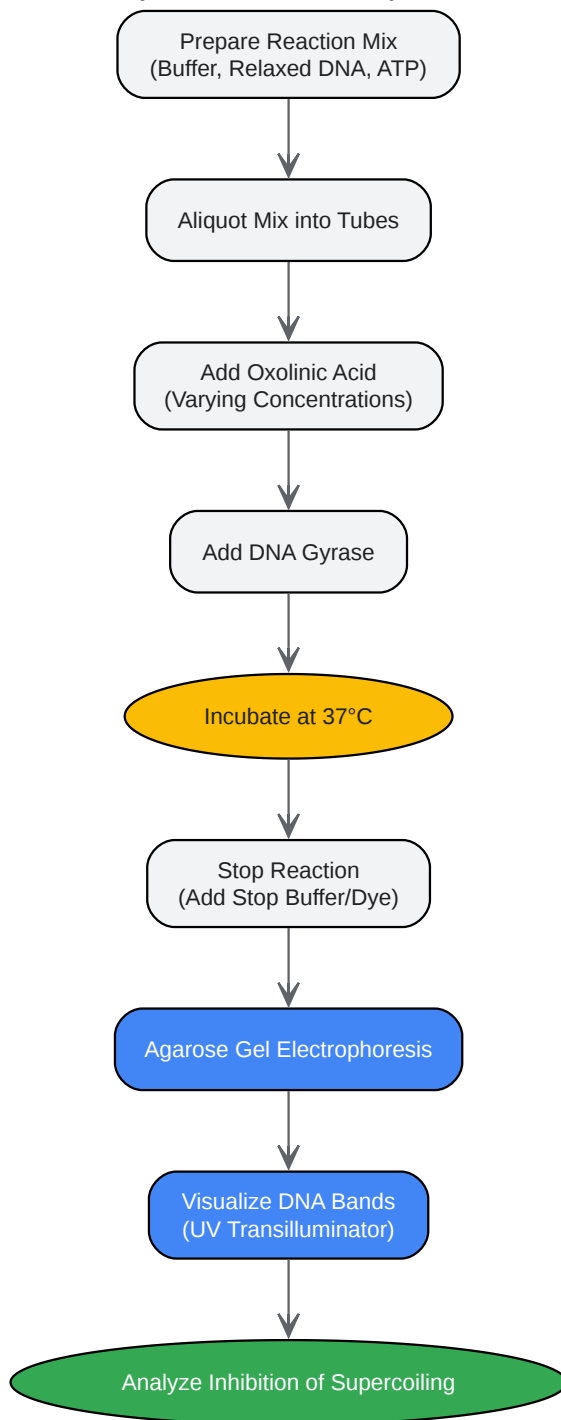 Prepare Reaction Mix
(Buffer, Relaxed DNA, ATP)
Aliquot Mix into Tubes
Add Oxolinic Acid
(Varying Concentrations)
Add DNA Gyrase
Incubate at 37°C
Stop Reaction
(Add Stop Buffer/Dye)
Agarose Gel Electrophoresis
Visualize DNA Bands
(UV Transilluminator)
Analyze Inhibition of Supercoiling